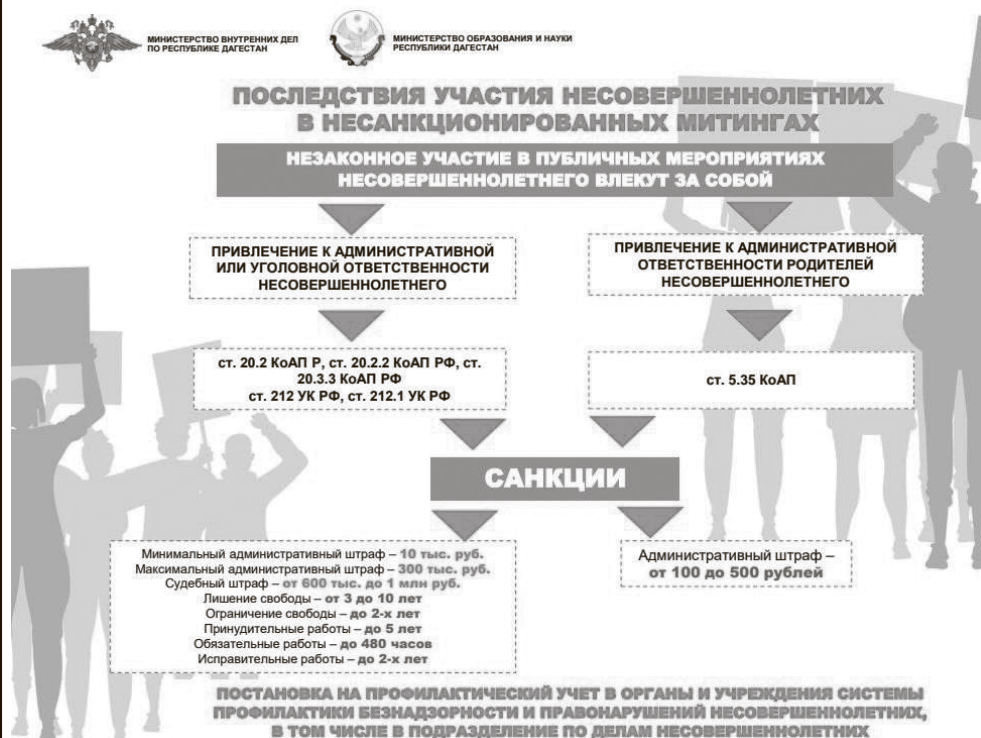 МИНИСТЕРСТВО ВНУТРЕННИХ ДЕЛ
ПО РЕСПУБЛИКЕ ДАГЕСТАН
МИНИСТЕРСТВО ОБРАЗОВАНИЯ И НАУКИ
РЕСПУБЛИКИ ДАГЕСТАН
ПОСЛЕДСТВИЯ УЧАСТИЯ НЕСОВЕРШЕННОЛЕТНИХ
В НЕСАНКЦИОНИРОВАННЫХ МИТИНГАХ
НЕЗАКОННОЕ УЧАСТИЕ В ПУБЛИЧНЫХ МЕРОПРИЯТИЯХ
НЕСОВЕРШЕННОЛЕТНЕГО ВЛЕКУТ ЗА СОБОЙ
ПРИВЛЕЧЕНИЕ К АДМИНИСТРАТИВНОЙ
ИЛИ УГОЛОВНОЙ ОТВЕТСТВЕННОСТИ
НЕСОВЕРШЕННОЛЕТНЕГО
ПРИВЛЕЧЕНИЕ К АДМИНИСТРАТИВНОЙ
ОТВЕТСТВЕННОСТИ РОДИТЕЛЕЙ
НЕСОВЕРШЕННОЛЕТНЕГО
ст. 20.2 КоАП Р, ст. 20.2.2 КоАП РФ, ст.
20.3.3 КоАП РФ
ст. 212 УК РФ, ст. 212.1 УК РФ
ст. 5.35 КоАП
САНКЦИИ
Минимальный административный штраф – 10 тыс. руб.
Максимальный административный штраф – 300 тыс. руб.
Судебный штраф – от 600 тыс. до 1 млн руб.
Лишение свободы – от 3 до 10 лет
Ограничение свободы – до 2-х лет
Принудительные работы – до 5 лет
Обязательные работы – до 480 часов
Исправительные работы – до 2-х лет
Административный штраф –
от 100 до 500 рублей
ПОСТАНОВКА НА ПРОФИЛАКТИЧЕСКИЙ УЧЕТ В ОРГАНЫ И УЧРЕЖДЕНИЯ СИСТЕМЫ
ПРОФИЛАКТИКИ БЕЗНАДЗОРНОСТИ И ПРАВОНАРУШЕНИЙ НЕСОВЕРШЕННОЛЕТНИХ,
В ТОМ ЧИСЛЕ В ПОДРАЗДЕЛЕНИЕ ПО ДЕЛАМ НЕСОВЕРШЕННОЛЕТНИХ